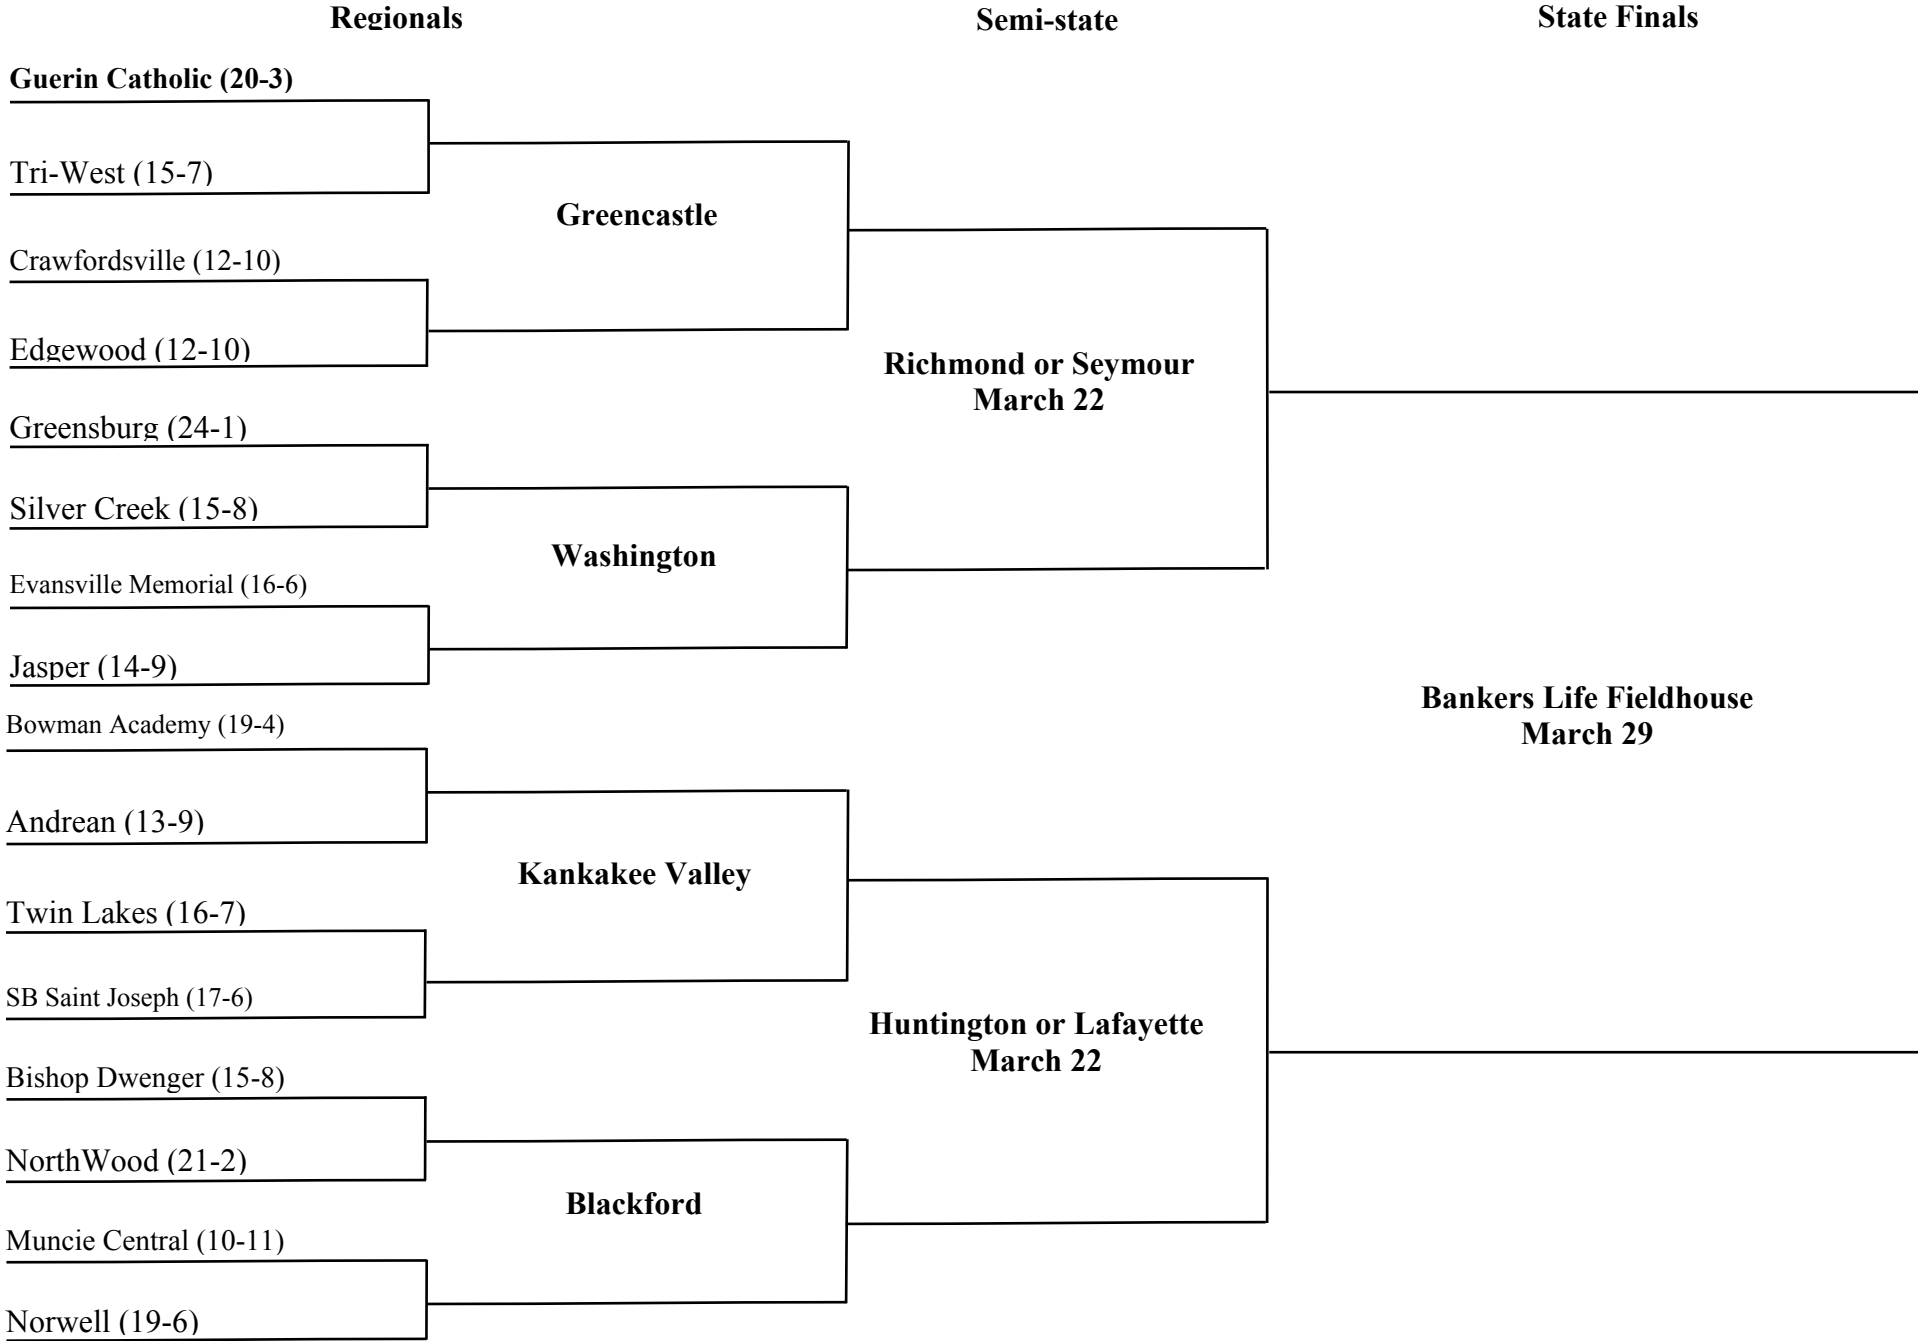 Regionals
Semi-state
State Finals
Guerin Catholic (20-3)
Tri-West (15-7)
Greencastle
Crawfordsville (12-10)
Edgewood (12-10)
Richmond or Seymour
March 22
Greensburg (24-1)
Silver Creek (15-8)
Washington
Evansville Memorial (16-6)
Jasper (14-9)
Bowman Academy (19-4)
Bankers Life Fieldhouse
March 29
Andrean (13-9)
Kankakee Valley
Twin Lakes (16-7)
SB Saint Joseph (17-6)
Huntington or Lafayette
March 22
Bishop Dwenger (15-8)
NorthWood (21-2)
Blackford
Muncie Central (10-11)
Norwell (19-6)